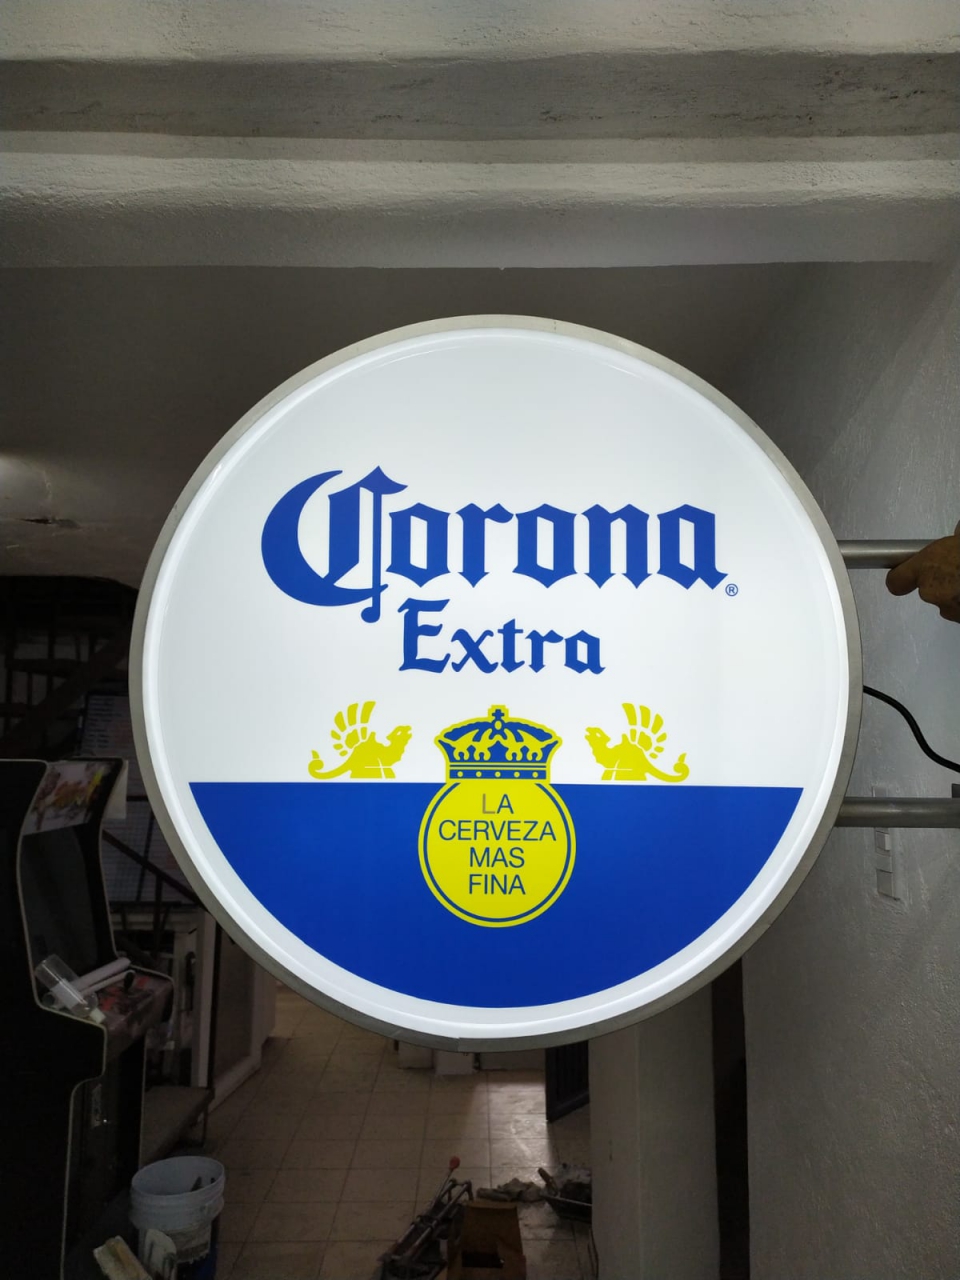 Corona
®
Extra
LA
CERVEZA
MAS
FINA